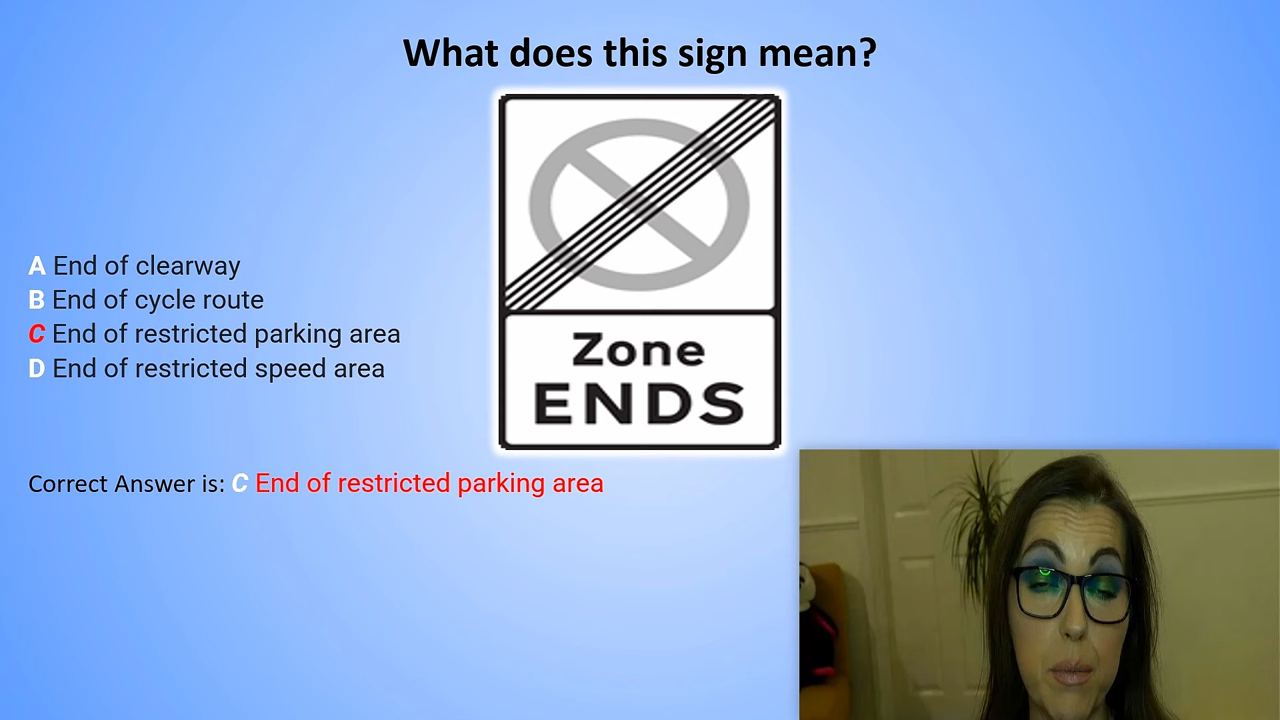 What does this sign mean?
Zone
ENDS
A End of clearway
B End of cycle route
C End of restricted parking area
D End of restricted speed area
Correct Answer is: C End of restricted parking area